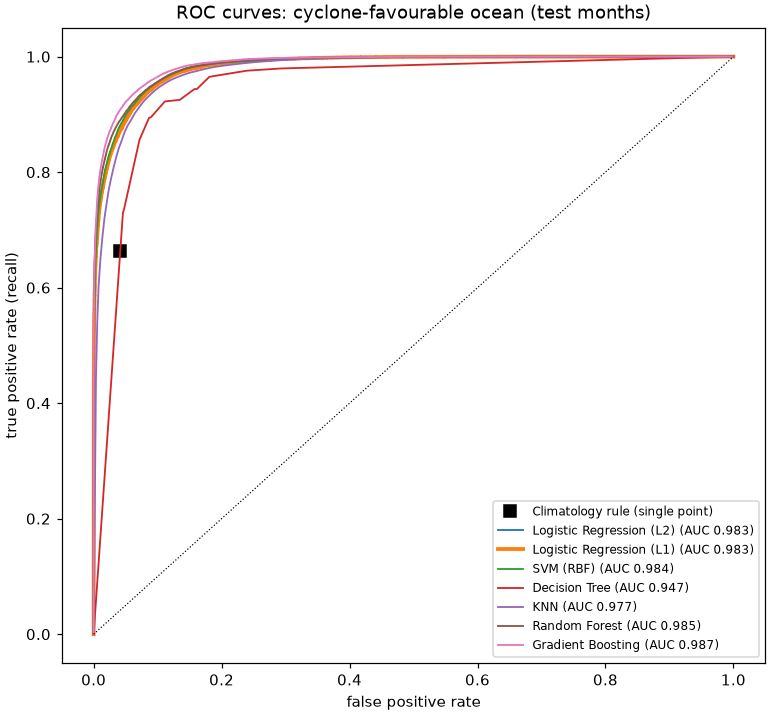 ROC curves: cyclone-favourable ocean (test months)
true positive rate (recall)
1.0
0.8
0.6
0.4
0.2
0.0
Climatology rule (single point)
Logistic Regression (L2) (AUC 0.983)
Logistic Regression (L1) (AUC 0.983)
SVM (RBF) (AUC 0.984)
Decision Tree (AUC 0.947)
KNN (AUC 0.977)
Random Forest (AUC 0.985)
Gradient Boosting (AUC 0.987)
0.0 0.2 0.4 0.6 0.8 1.0
false positive rate